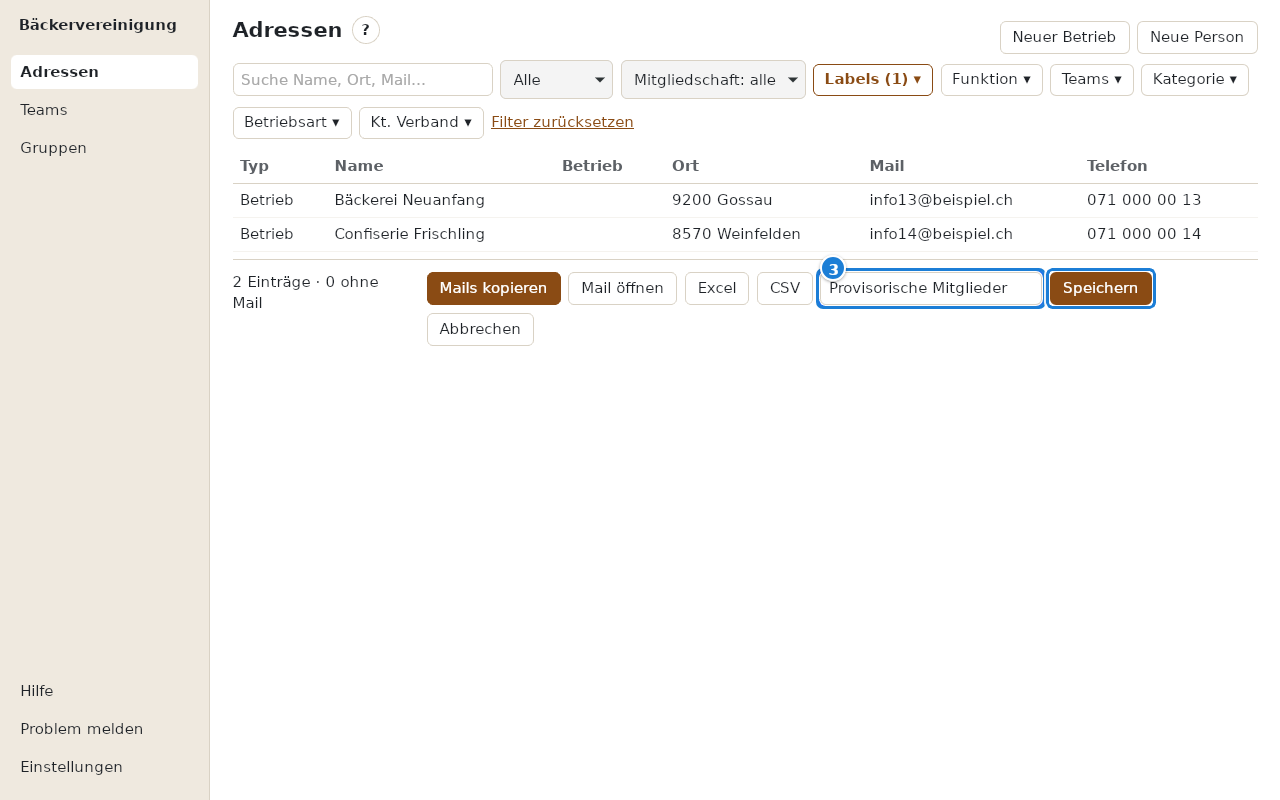 Bäckervereinigung
Adressen
Teams
Gruppen
Hilfe
Problem melden
Einstellungen
Adressen ?
Neuer Betrieb Neue Person
Suche Name, Ort, Mail... Alle Mitgliedschaft: alle Labels (1) ▾ Funktion ▾ Teams ▾ Kategorie ▾
Betriebsart ▾ Kt. Verband ▾ Filter zurücksetzen
Typ Name Betrieb Ort Mail Telefon
Betrieb Bäckerei Neuanfang 9200 Gossau info13@beispiel.ch 071 000 00 13
Betrieb Confiserie Frischling 8570 Weinfelden info14@beispiel.ch 071 000 00 14
3
2 Einträge · 0 ohne
Mail
Mails kopieren Mail öffnen Excel CSV Provisorische Mitglieder Speichern
Abbrechen